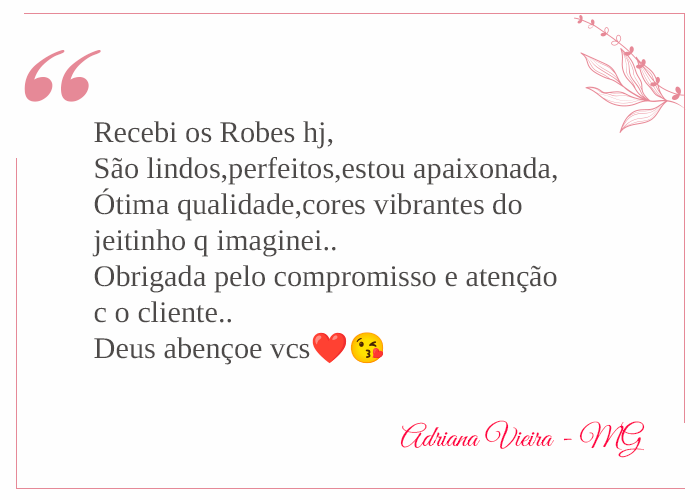 Recebi os Robes hj,
São lindos,perfeitos,estou apaixonada,
Ótima qualidade,cores vibrantes do
jeitinho q imaginei..
Obrigada pelo compromisso e atenção
c o cliente..
Deus abençoe vcs❤️😘
Adriana Vieira - MG